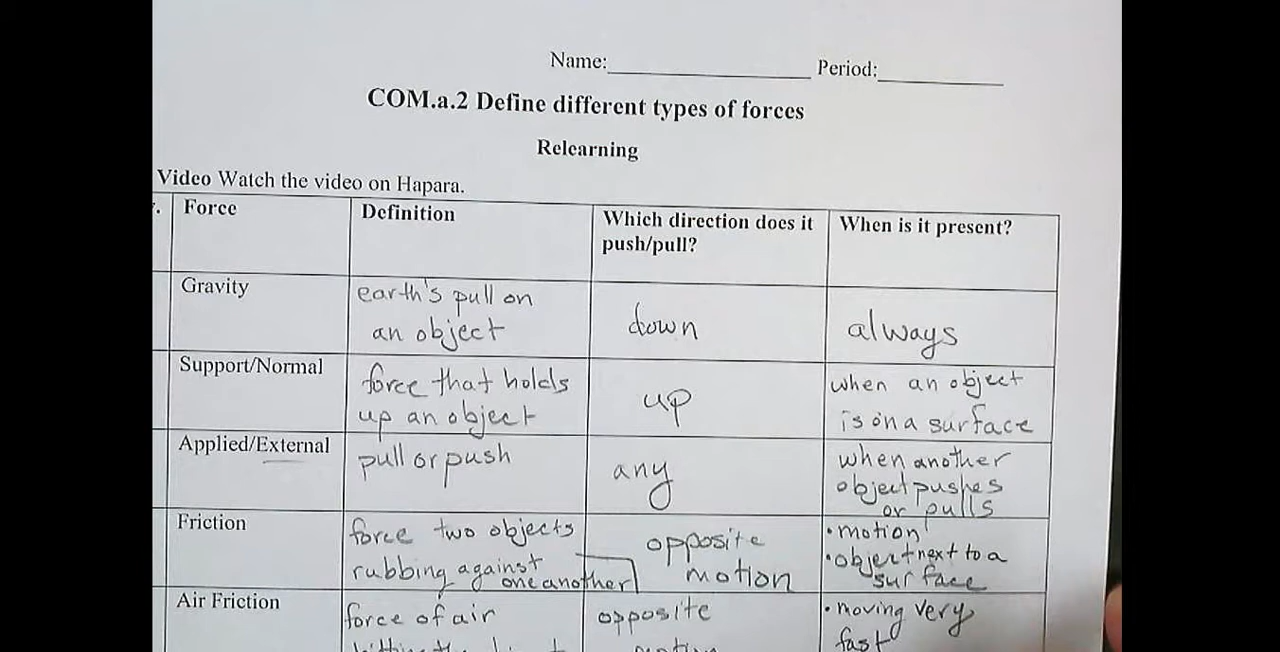 Name:____________ Period:________
COM.a.2 Define different types of forces
Relearning
Video Watch the video on Hapara.
Force
Definition
Which direction does it
push/pull?
When is it present?
Gravity
earth's pull on
an object
down
always
Support/Normal
force that holds
up an object
up
when an object
is on a surface
Applied/External
pull or push
any
when another
object pushes
or pulls
Friction
force two objects
rubbing against
one another
opposite
motion
• motion
• object next to a
surface
Air Friction
force of air
opposite
• moving very
fast